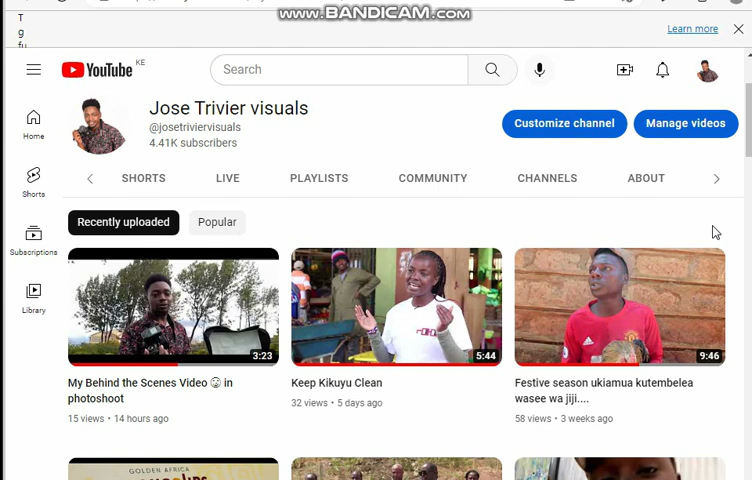 www.BANDICAM.com
T
g
fu
Learn more
YouTube KE
Search
Jose Trivier visuals
@josetriviervisuals
4.41K subscribers
Customize channel
Manage videos
Home
Shorts
Subscriptions
Library
SHORTS LIVE PLAYLISTS COMMUNITY CHANNELS ABOUT
Recently uploaded
Popular
3:23
5:44
9:46
My Behind the Scenes Video 🤪 in
photoshoot
15 views • 14 hours ago
Keep Kikuyu Clean
32 views • 5 days ago
Festive season ukiamua kutembelea
wasee wa jiji....
58 views • 3 weeks ago
GOLDEN AFRICA